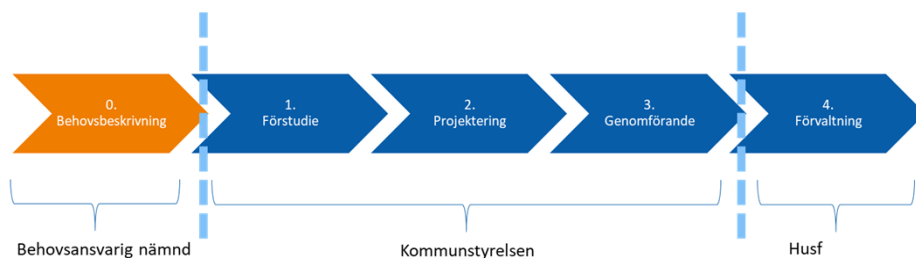 0.
Behovsbeskrivning
1.
Förstudie
2.
Projektering
3.
Genomförande
4.
Förvaltning
Behovsansvarig nämnd
Kommunstyrelsen
Husf